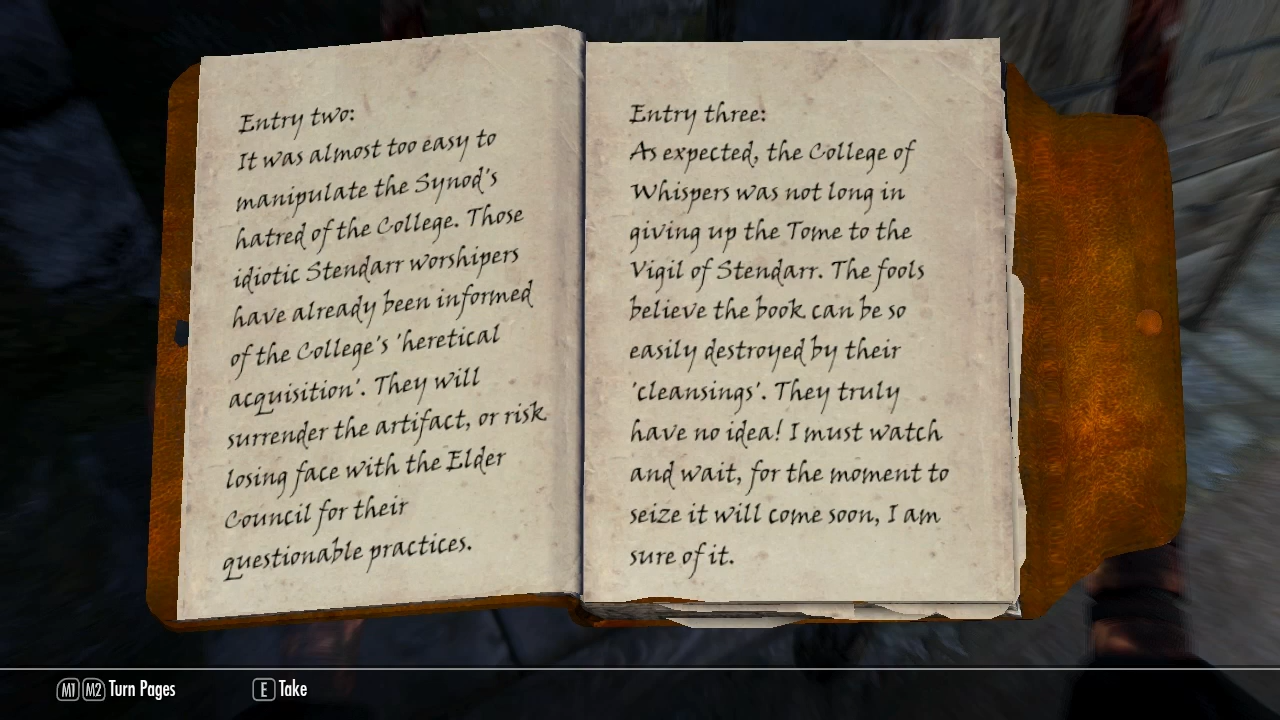 Entry two:
It was almost too easy to
manipulate the Synod's
hatred of the College. Those
idiotic Stendarr worshipers
have already been informed
of the College's 'heretical
acquisition'. They will
surrender the artifact, or risk
losing face with the Elder
Council for their
questionable practices.
Entry three:
As expected, the College of
Whispers was not long in
giving up the Tome to the
Vigil of Stendarr. The fools
believe the book can be so
easily destroyed by their
'cleansings'. They truly
have no idea! I must watch
and wait, for the moment to
seize it will come soon, I am
sure of it.
M1 M2 Turn Pages
E Take